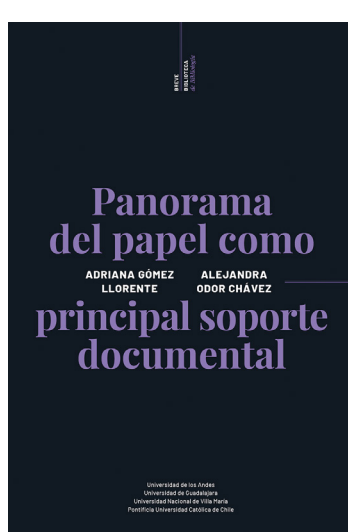 BREVE
BIBLIOTECA
de bibliología
Panorama
del papel como
ADRIANA GÓMEZ
LLORENTE
ALEJANDRA
ODOR CHÁVEZ
principal soporte
documental
Universidad de los Andes
Universidad de Guadalajara
Universidad Nacional de Villa María
Pontificia Universidad Católica de Chile